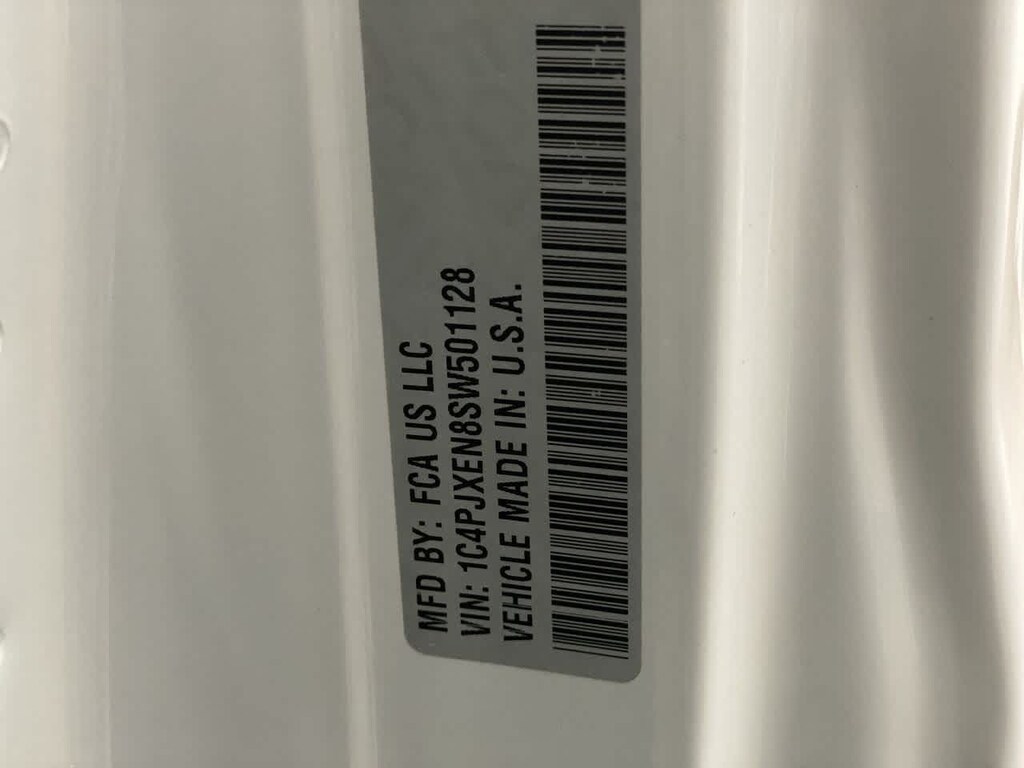 MFD BY: FCA US LLC
VIN: 1C4PJXEN8SW501128
VEHICLE MADE IN: U.S.A.